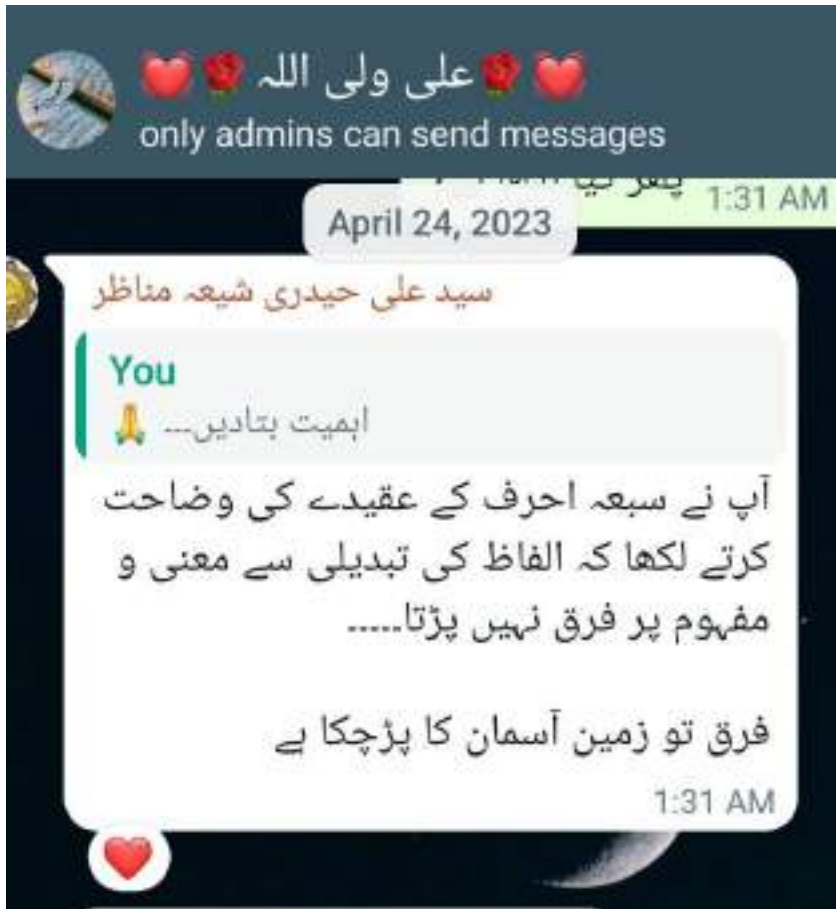 💓🌹علی ولی اللہ🌹💓
only admins can send messages
1:31 AM
April 24, 2023
سید علی حیدری شیعہ مناظر
You
اہمیت بتادیں... 🙏
آپ نے سبعہ احرف کے عقیدے کی وضاحت
کرتے لکھا کہ الفاظ کی تبدیلی سے معنی و
مفہوم پر فرق نہیں پڑتا.....
فرق تو زمین آسمان کا پڑچکا ہے
1:31 AM